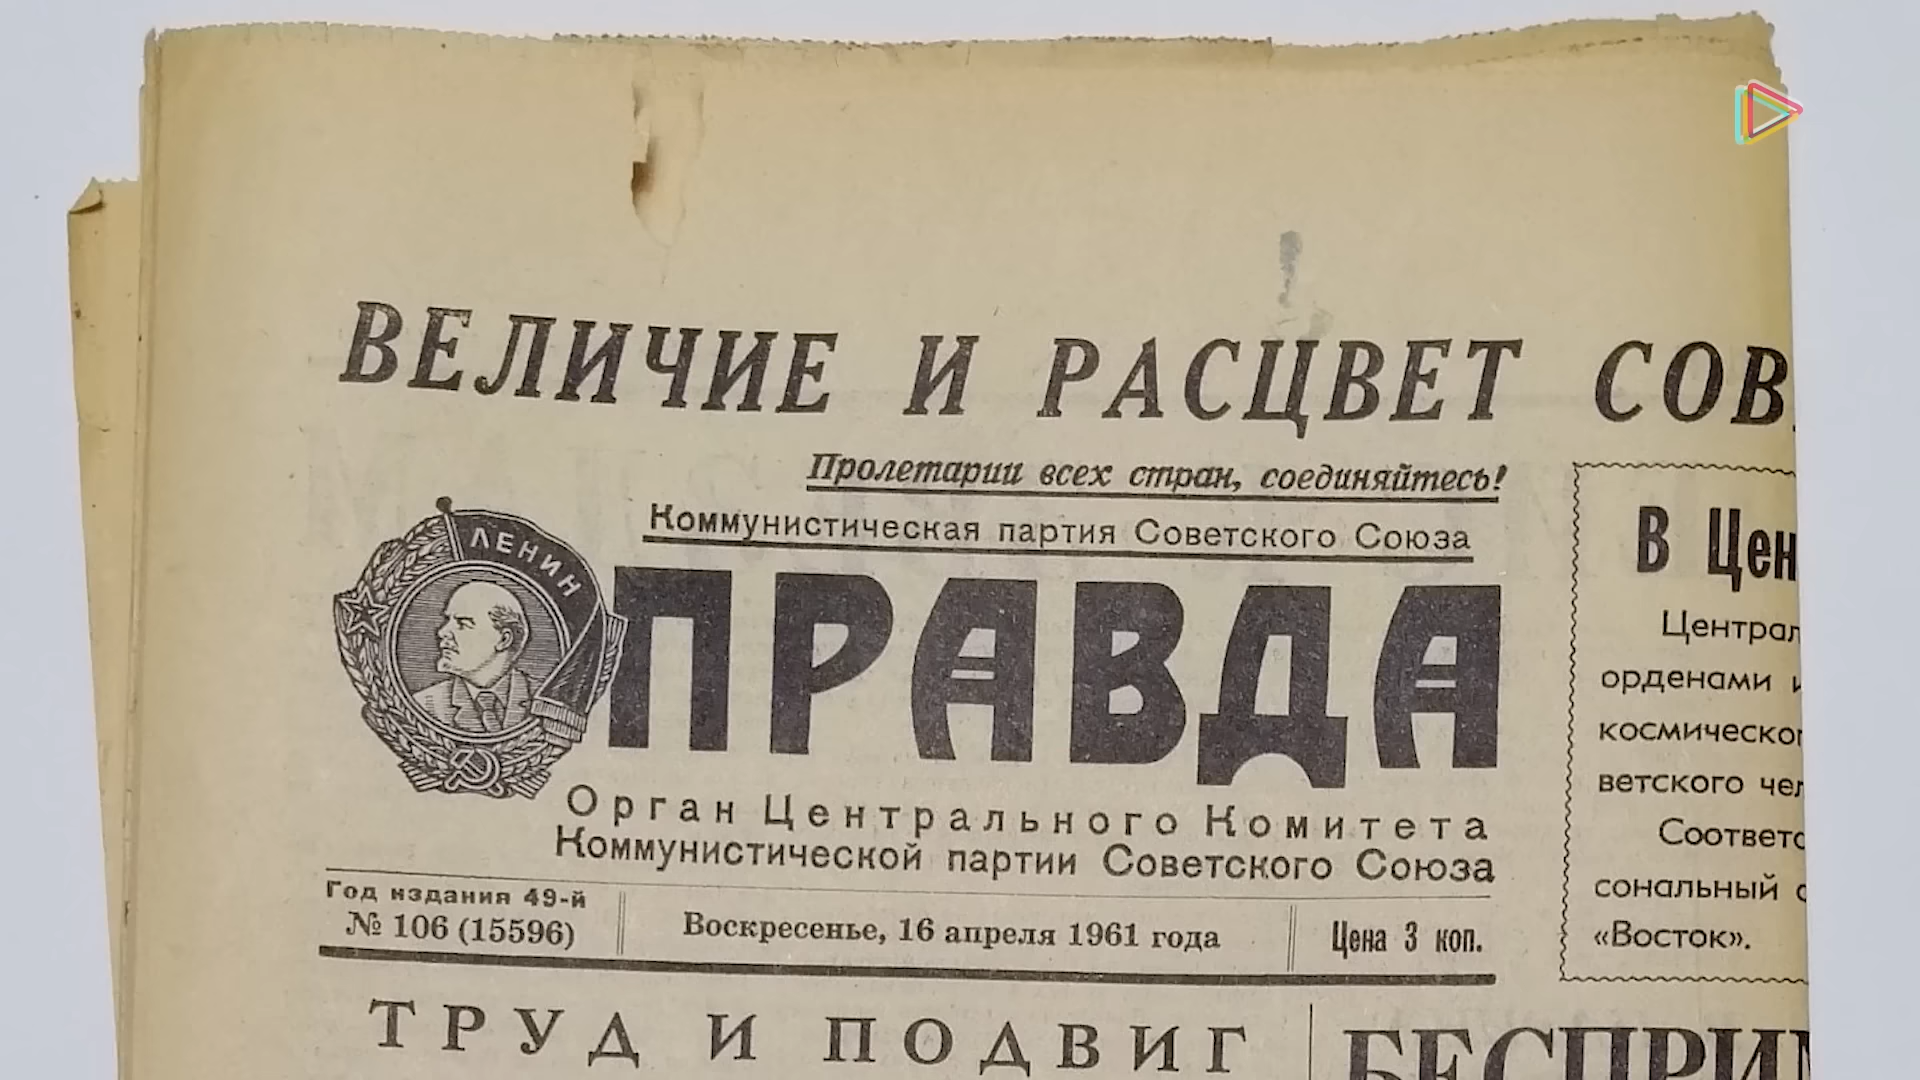 ВЕЛИЧИЕ И РАСЦВЕТ СОВ
Пролетарии всех стран, соединяйтесь!
Коммунистическая партия Советского Союза
ЛЕНИН
ПРАВДА
Орган Центрального Комитета
Коммунистической партии Советского Союза
Год издания 49-й
№ 106 (15596)
Воскресенье, 16 апреля 1961 года
Цена 3 коп.
В Цен
Централ
орденами и
космическог
ветского чел
Соответс
сональный с
«Восток».
ТРУД И ПОДВИГ
БЕСПРИМ